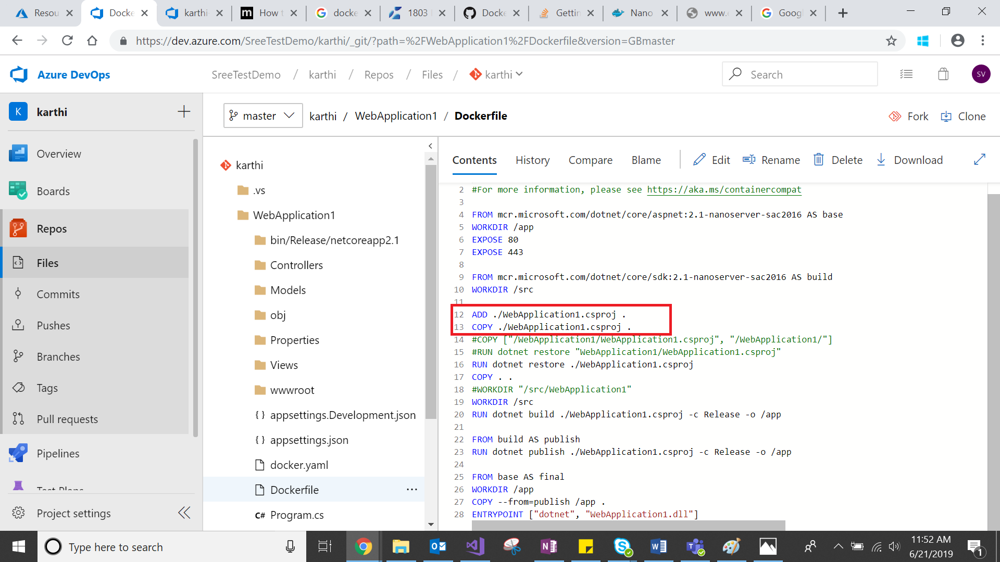 Resou
Docke
karthi-
m How t
docke
1803
Docke
Gettin
Nano
www.
Googl
https://dev.azure.com/SreeTestDemo/karthi/_git/?path=%2FWebApplication1%2FDockerfile&version=GBmaster
Azure DevOps
SreeTestDemo / karthi / Repos / Files / karthi
Search
SV
K karthi
Overview
Boards
Repos
Files
Commits
Pushes
Branches
Tags
Pull requests
Pipelines
Test Plans
Project settings
master
karthi / WebApplication1 / Dockerfile
Fork
Clone
karthi
.vs
WebApplication1
bin/Release/netcoreapp2.1
Controllers
Models
obj
Properties
Views
wwwroot
{ } appsettings.Development.json
{ } appsettings.json
docker.yaml
Dockerfile ...
C# Program.cs
Contents History Compare Blame Edit Rename Delete Download
2 #For more information, please see https://aka.ms/containercompat
3
4 FROM mcr.microsoft.com/dotnet/core/aspnet:2.1-nanoserver-sac2016 AS base
5 WORKDIR /app
6 EXPOSE 80
7 EXPOSE 443
8
9 FROM mcr.microsoft.com/dotnet/core/sdk:2.1-nanoserver-sac2016 AS build
10 WORKDIR /src
11
12 ADD ./WebApplication1.csproj .
13 COPY ./WebApplication1.csproj .
14 #COPY ["/WebApplication1/WebApplication1.csproj", "/WebApplication1/"]
15 #RUN dotnet restore "WebApplication1/WebApplication1.csproj"
16 RUN dotnet restore ./WebApplication1.csproj
17 COPY . .
18 #WORKDIR "/src/WebApplication1"
19 WORKDIR /src
20 RUN dotnet build ./WebApplication1.csproj -c Release -o /app
21
22 FROM build AS publish
23 RUN dotnet publish ./WebApplication1.csproj -c Release -o /app
24
25 FROM base AS final
26 WORKDIR /app
27 COPY --from=publish /app .
28 ENTRYPOINT ["dotnet", "WebApplication1.dll"]
Type here to search
11:52 AM
6/21/2019
1